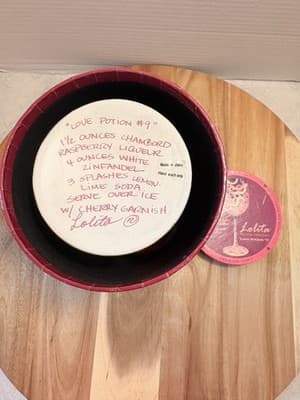 "LOVE POTION #9"
1½ OUNCES CHAMBORD
RASPBERRY LIQUEUR
4 OUNCES WHITE
ZINFANDEL
3 SPLASHES LEMON
LIME SODA
SERVE OVER ICE
W/ CHERRY GARNISH
Lolita ®
Lolita